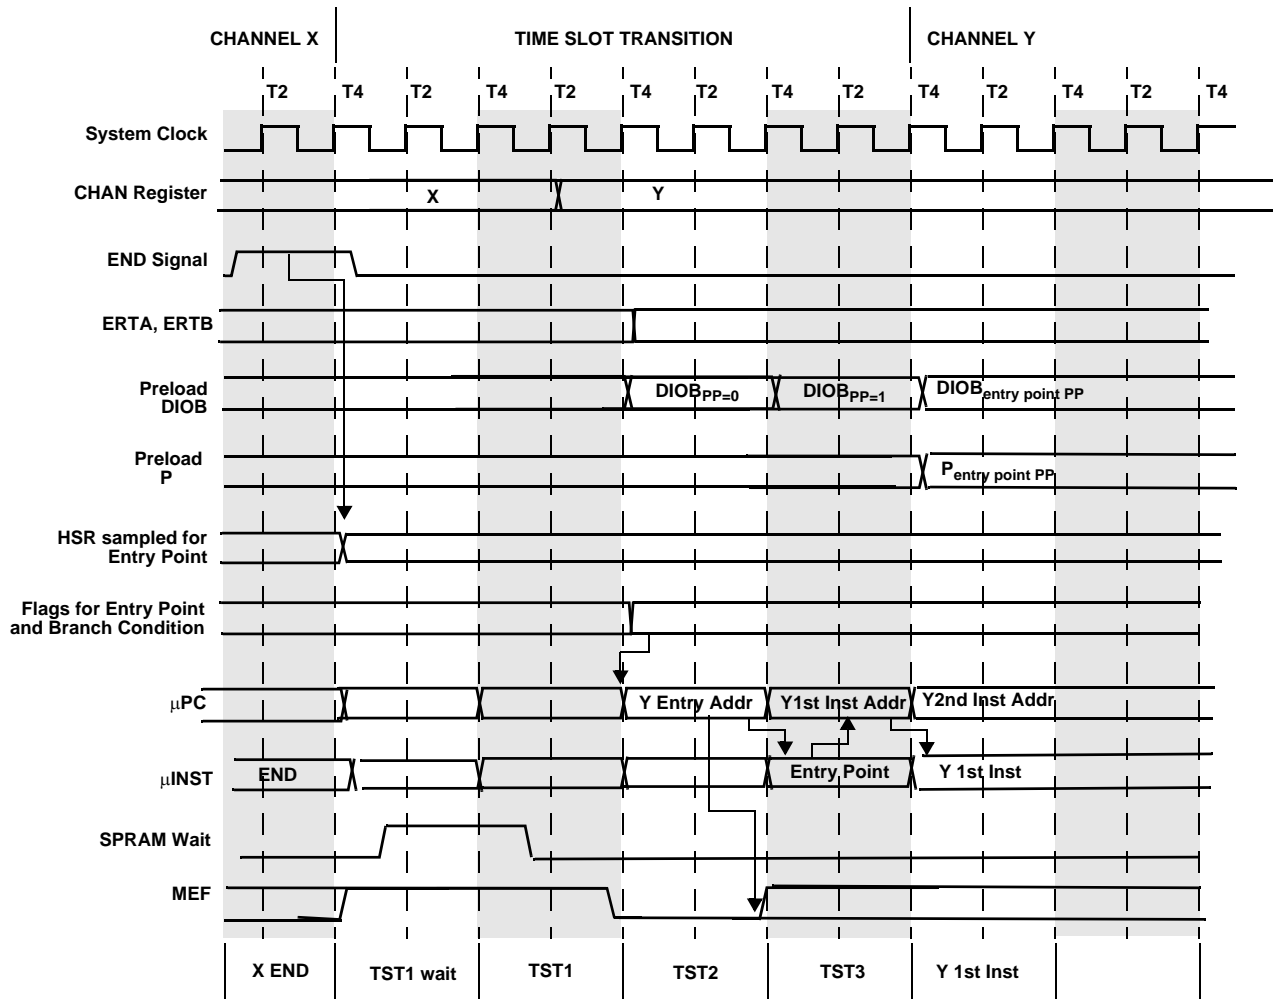 CHANNEL X
TIME SLOT TRANSITION
CHANNEL Y
T2 T4 T2 T4 T2 T4 T2 T4 T2 T4 T2 T4 T2 T4
System Clock
CHAN Register
X
Y
END Signal
ERTA, ERTB
Preload
DIOB
DIOBPP=0
DIOBPP=1
DIOBentry point PP
Preload
P
Pentry point PP
HSR sampled for
Entry Point
Flags for Entry Point
and Branch Condition
μPC
Y Entry Addr
Y1st Inst Addr
Y2nd Inst Addr
μINST
END
Entry Point
Y 1st Inst
SPRAM Wait
MEF
X END
TST1 wait
TST1
TST2
TST3
Y 1st Inst